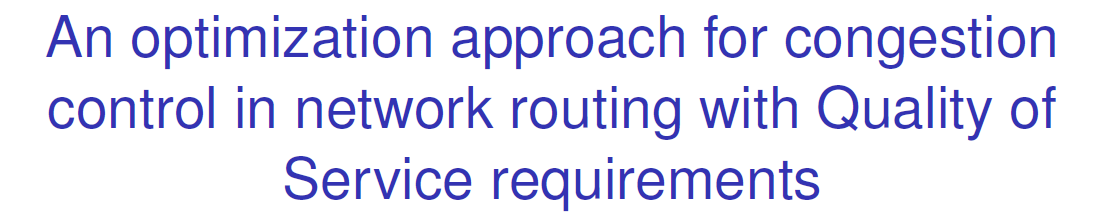 An optimization approach for congestion
control in network routing with Quality of
Service requirements